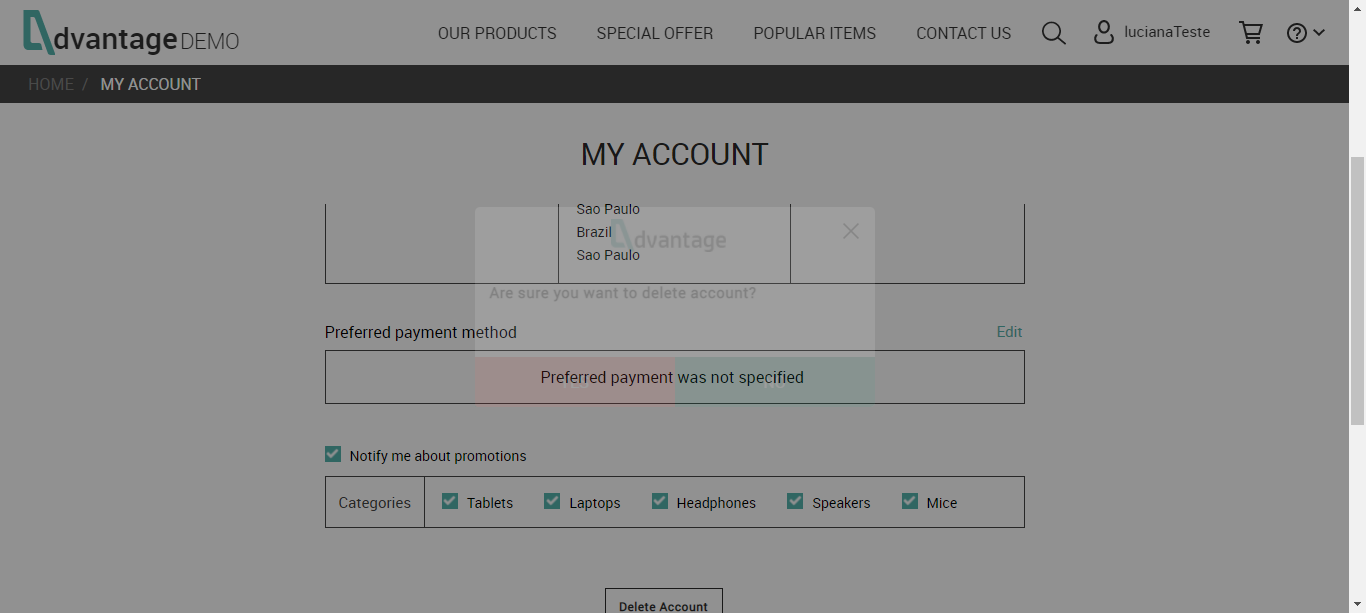 dvantage DEMO
OUR PRODUCTS SPECIAL OFFER POPULAR ITEMS CONTACT US lucianaTeste
HOME / MY ACCOUNT
MY ACCOUNT
Sao Paulo
Brazil
dvantage
Sao Paulo
Are sure you want to delete account?
Preferred payment method Edit
Preferred payment was not specified
Notify me about promotions
Categories Tablets Laptops Headphones Speakers Mice
Delete Account